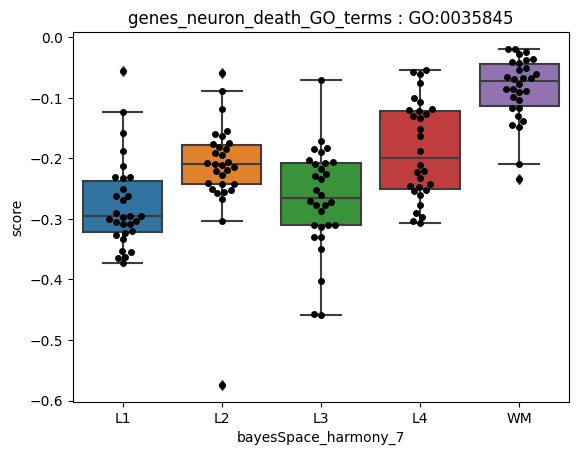 genes_neuron_death_GO_terms : GO:0035845
score
0.0
−0.1
−0.2
−0.3
−0.4
−0.5
−0.6
L1 L2 L3 L4 WM
bayesSpace_harmony_7